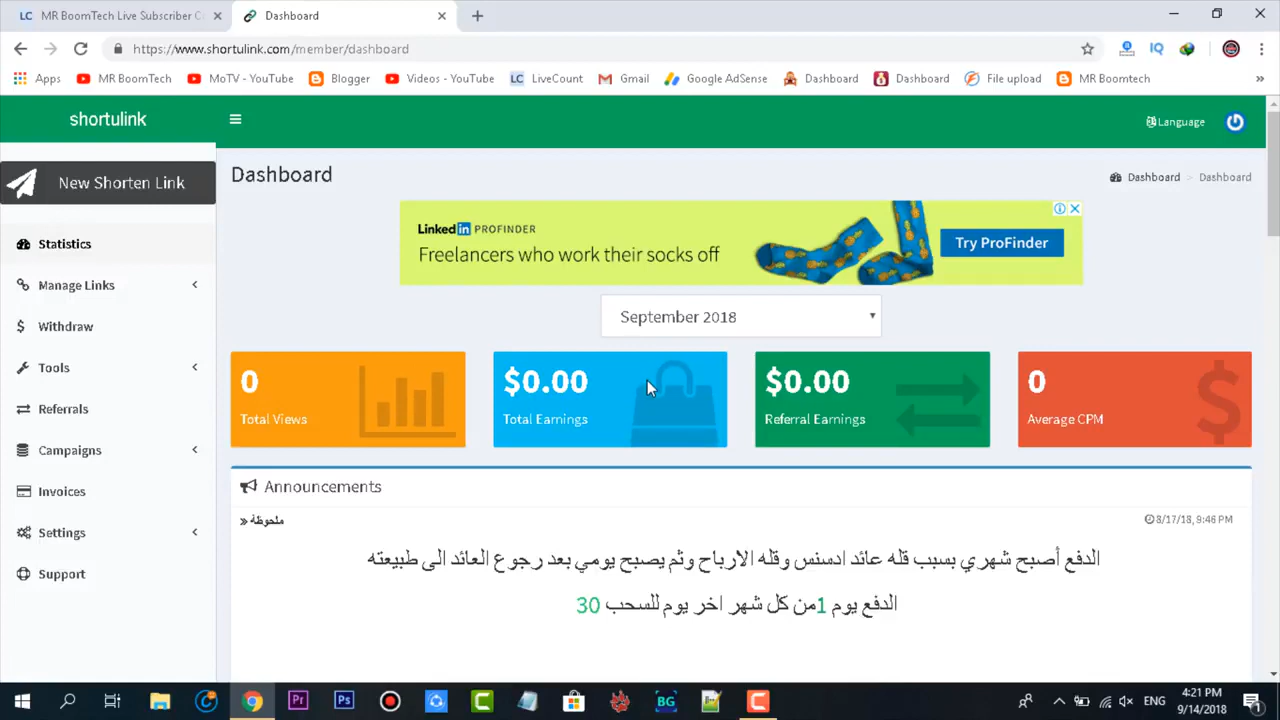 MR BoomTech Live Subscriber C
Dashboard
https://www.shortulink.com/member/dashboard
Apps
MR BoomTech
MoTV - YouTube
Blogger
Videos - YouTube
LiveCount
Gmail
Google AdSense
Dashboard
Dashboard
File upload
MR Boomtech
shortulink
Language
New Shorten Link
Statistics
Manage Links
Withdraw
Tools
Referrals
Campaigns
Invoices
Settings
Support
Dashboard
Dashboard > Dashboard
Linked in PROFINDER
Freelancers who work their socks off
Try ProFinder
September 2018
0
Total Views
$0.00
Total Earnings
$0.00
Referral Earnings
0
Average CPM
Announcements
ملحوظة »
8/17/18, 9:46 PM
الدفع أصبح شهري بسبب قله عائد ادسنس وقله الارباح وثم يصبح يومي بعد رجوع العائد الى طبيعته
الدفع يوم 1من كل شهر اخر يوم للسحب 30
IQ
Pr
Ps
BG
ENG
4:21 PM
9/14/2018
1